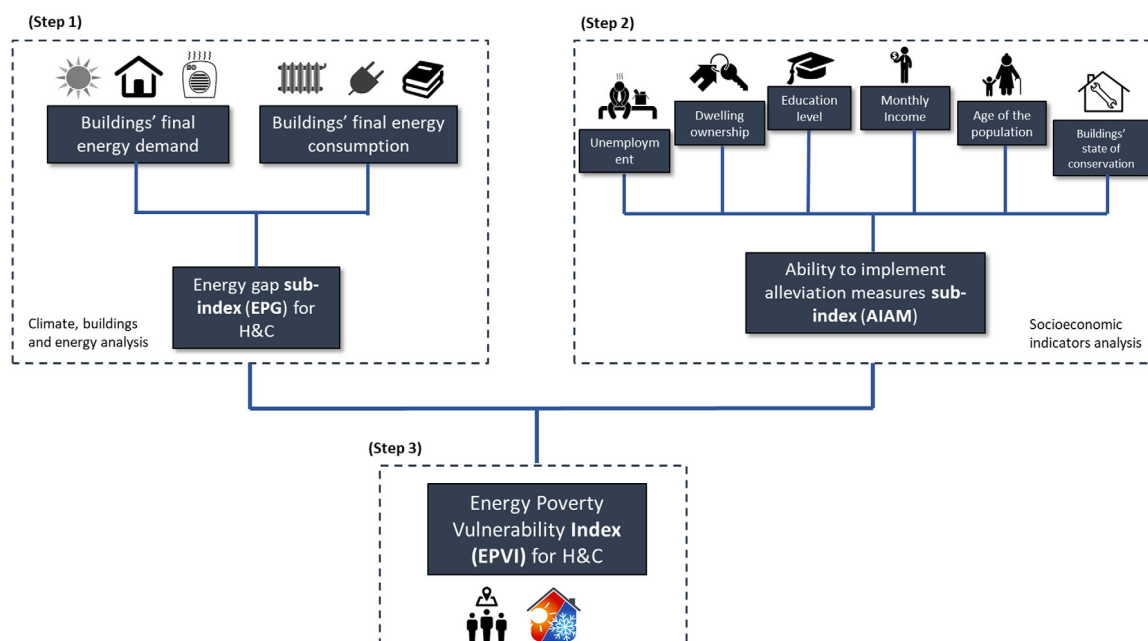 (Step 1)
Buildings’ final
energy demand
Buildings’ final energy
consumption
Energy gap sub-
index (EPG) for
H&C
Climate, buildings
and energy analysis
(Step 2)
Unemploym
ent
Dwelling
ownership
Education
level
Monthly
Income
Age of the
population
Buildings’
state of
conservation
Ability to implement
alleviation measures sub-
index (AIAM)
Socioeconomic
indicators analysis
(Step 3)
Energy Poverty
Vulnerability Index
(EPVI) for H&C